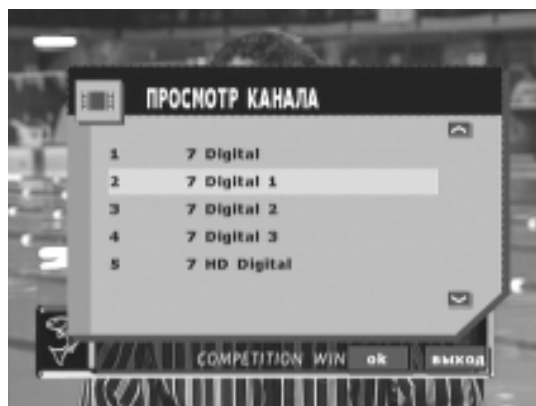 ПРОСМОТР КАНАЛА
1 7 Digital
2 7 Digital 1
3 7 Digital 2
4 7 Digital 3
5 7 HD Digital
COMPETITION WIN ok выход